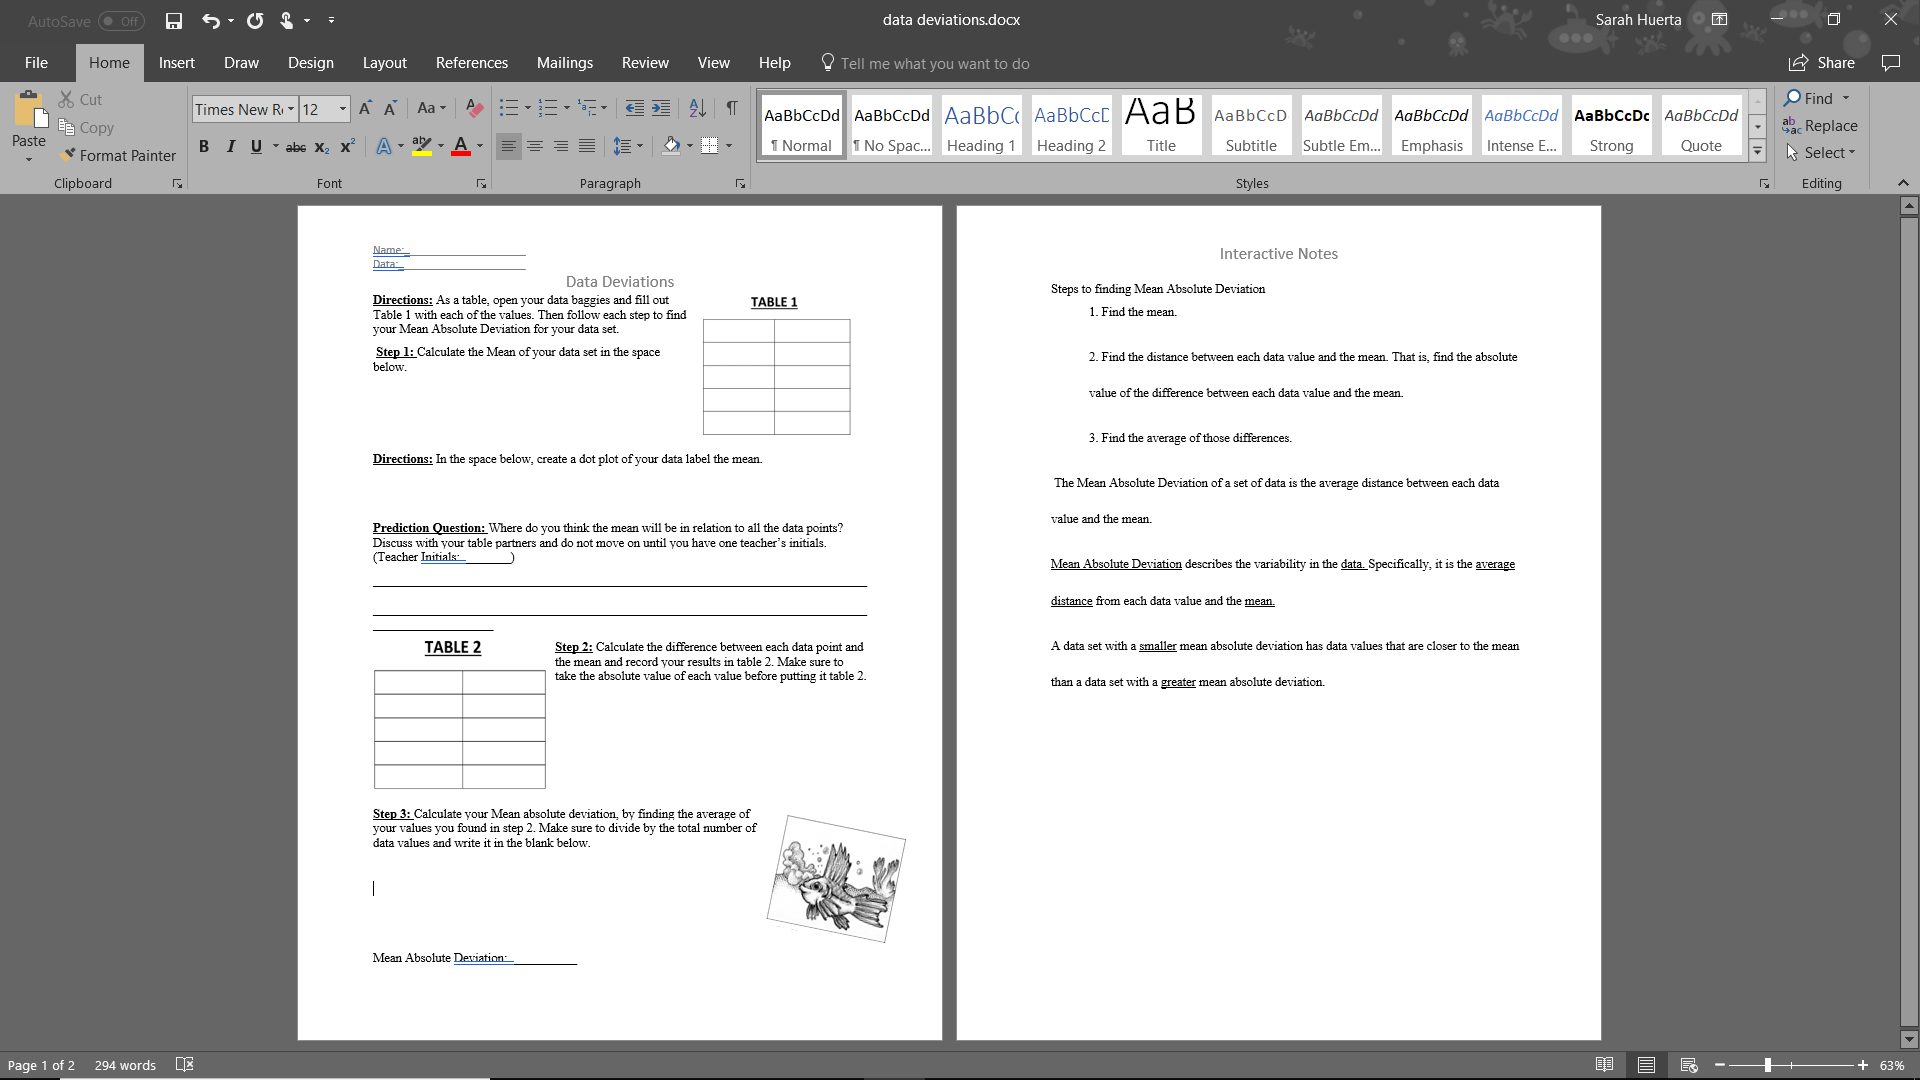 AutoSave Off
data deviations.docx
Sarah Huerta
File Home Insert Draw Design Layout References Mailings Review View Help Tell me what you want to do
Share
Paste
Cut
Copy
Format Painter
Clipboard
Times New R 12
Aa
B I U abc x₂ x²
A ab A
Font
Paragraph
AaBbCcDd AaBbCcDd AaBbCc AaBbCcD AaB AaBbCcD AaBbCcDd AaBbCcDd AaBbCcDd AaBbCcDd AaBbCcDd
¶ Normal ¶ No Spac... Heading 1 Heading 2 Title Subtitle Subtle Em... Emphasis Intense E... Strong Quote
Styles
Find
Replace
Select
Editing
Name:
Data:
Data Deviations
Directions: As a table, open your data baggies and fill out
Table 1 with each of the values. Then follow each step to find
your Mean Absolute Deviation for your data set.
TABLE 1
Step 1: Calculate the Mean of your data set in the space
below.
Directions: In the space below, create a dot plot of your data label the mean.
Prediction Question: Where do you think the mean will be in relation to all the data points?
Discuss with your table partners and do not move on until you have one teacher’s initials.
(Teacher Initials: _______)
TABLE 2
Step 2: Calculate the difference between each data point and
the mean and record your results in table 2. Make sure to
take the absolute value of each value before putting it table 2.
Step 3: Calculate your Mean absolute deviation, by finding the average of
your values you found in step 2. Make sure to divide by the total number of
data values and write it in the blank below.
Mean Absolute Deviation: __________
Interactive Notes
Steps to finding Mean Absolute Deviation
1. Find the mean.
2. Find the distance between each data value and the mean. That is, find the absolute
value of the difference between each data value and the mean.
3. Find the average of those differences.
The Mean Absolute Deviation of a set of data is the average distance between each data
value and the mean.
Mean Absolute Deviation describes the variability in the data. Specifically, it is the average
distance from each data value and the mean.
A data set with a smaller mean absolute deviation has data values that are closer to the mean
than a data set with a greater mean absolute deviation.
Page 1 of 2 294 words
63%